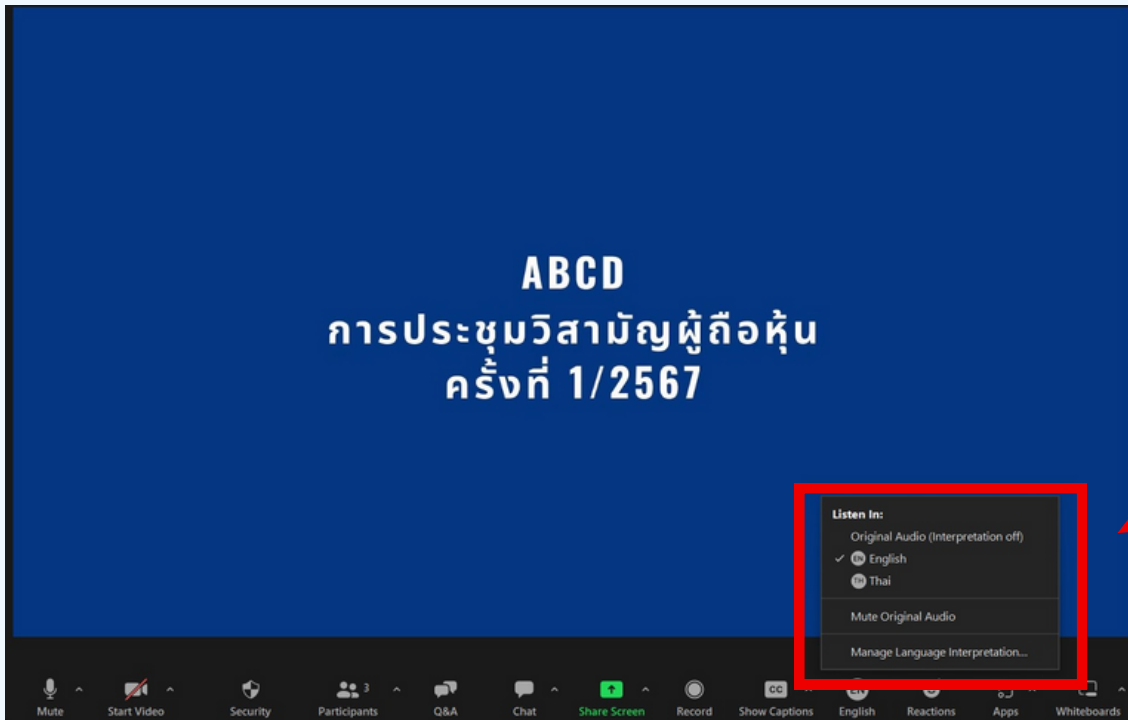 ABCD
การประชุมวิสามัญผู้ถือหุ้น
ครั้งที่ 1/2567
Listen In:
Original Audio (Interpretation off)
EN English
TH Thai
Mute Original Audio
Manage Language Interpretation...
3
CC
EN
Mute Start Video Security Participants Q&A Chat Share Screen Record Show Captions English Reactions Apps Whiteboards